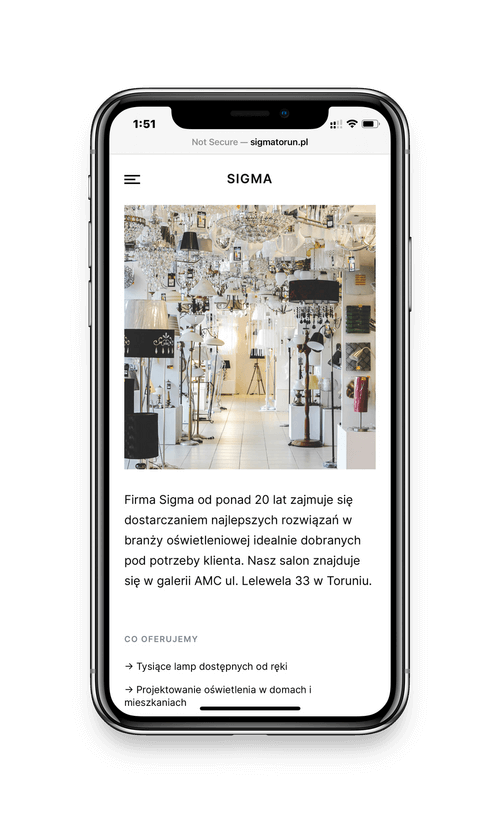 1:51
Not Secure — sigmatorun.pl
SIGMA
Firma Sigma od ponad 20 lat zajmuje się
dostarczaniem najlepszych rozwiązań w
branży oświetleniowej idealnie dobranych
pod potrzeby klienta. Nasz salon znajduje
się w galerii AMC ul. Lelewela 33 w Toruniu.
CO OFERUJEMY
→ Tysiące lamp dostępnych od ręki
→ Projektowanie oświetlenia w domach i
mieszkaniach